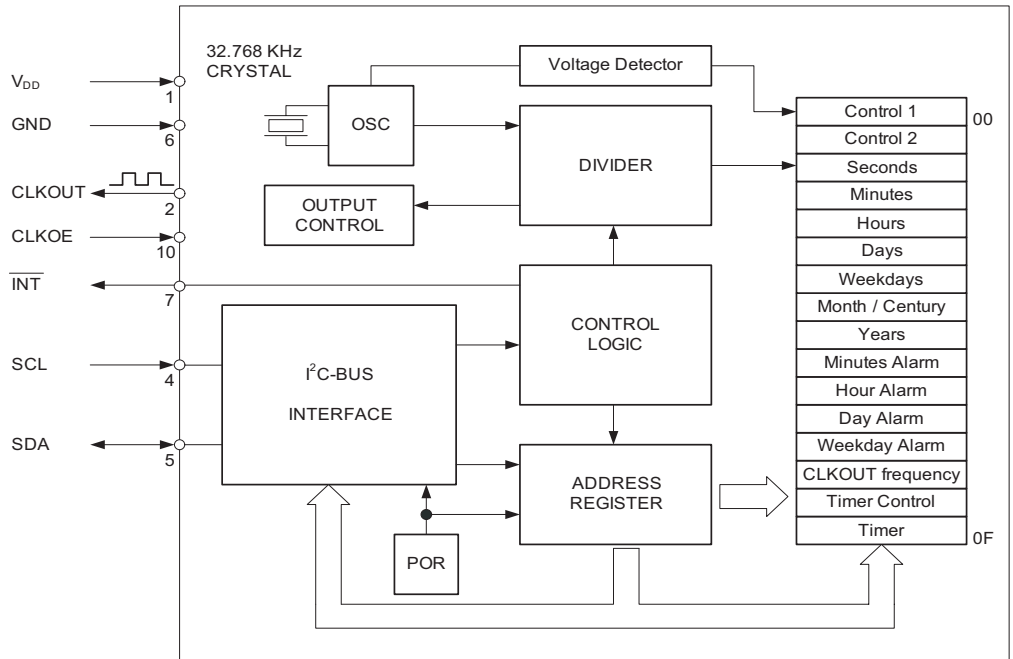 32.768 KHz
CRYSTAL
V_DD
1
GND
6
CLKOUT
2
CLKOE
10
INT
7
SCL
4
SDA
5
OSC
Voltage Detector
DIVIDER
OUTPUT
CONTROL
CONTROL
LOGIC
I²C-BUS
INTERFACE
ADDRESS
REGISTER
POR
Control 1
00
Control 2
Seconds
Minutes
Hours
Days
Weekdays
Month / Century
Years
Minutes Alarm
Hour Alarm
Day Alarm
Weekday Alarm
CLKOUT frequency
Timer Control
Timer
0F